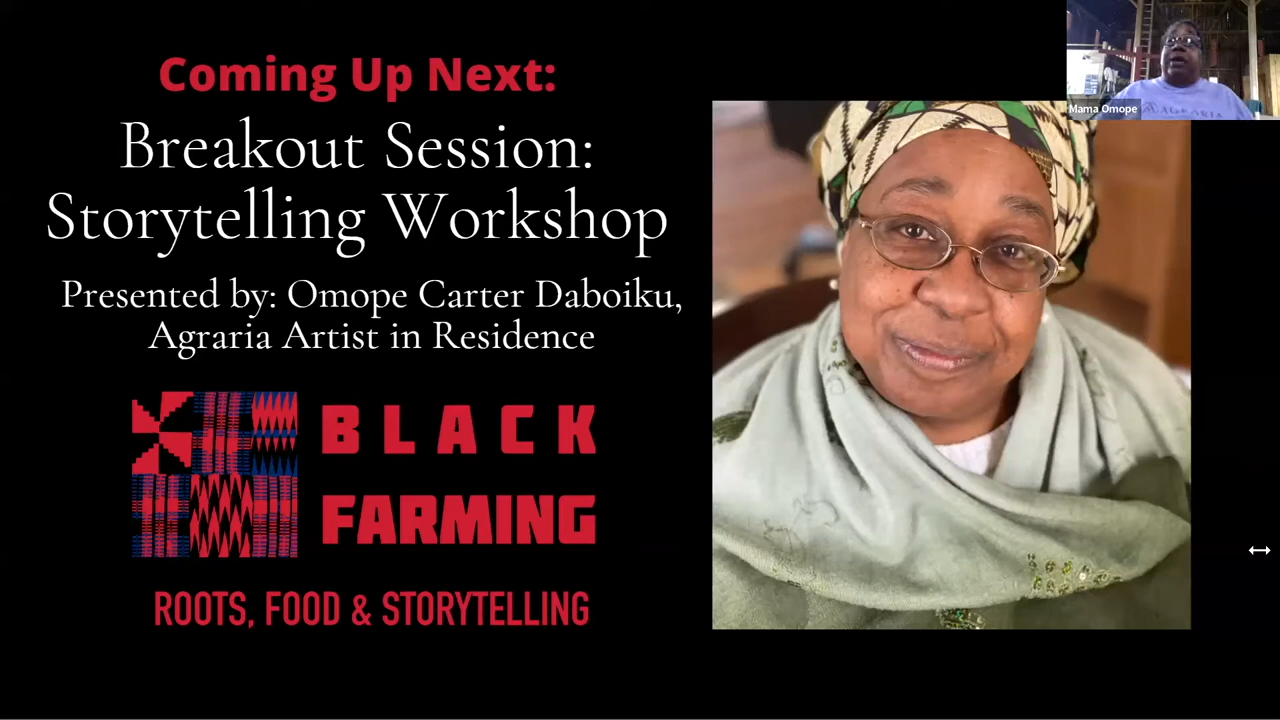 Coming Up Next:
Breakout Session:
Storytelling Workshop
Presented by: Omope Carter Daboiku,
Agraria Artist in Residence
BLACK
FARMING
ROOTS, FOOD & STORYTELLING
Mama Omope
AGRARIA